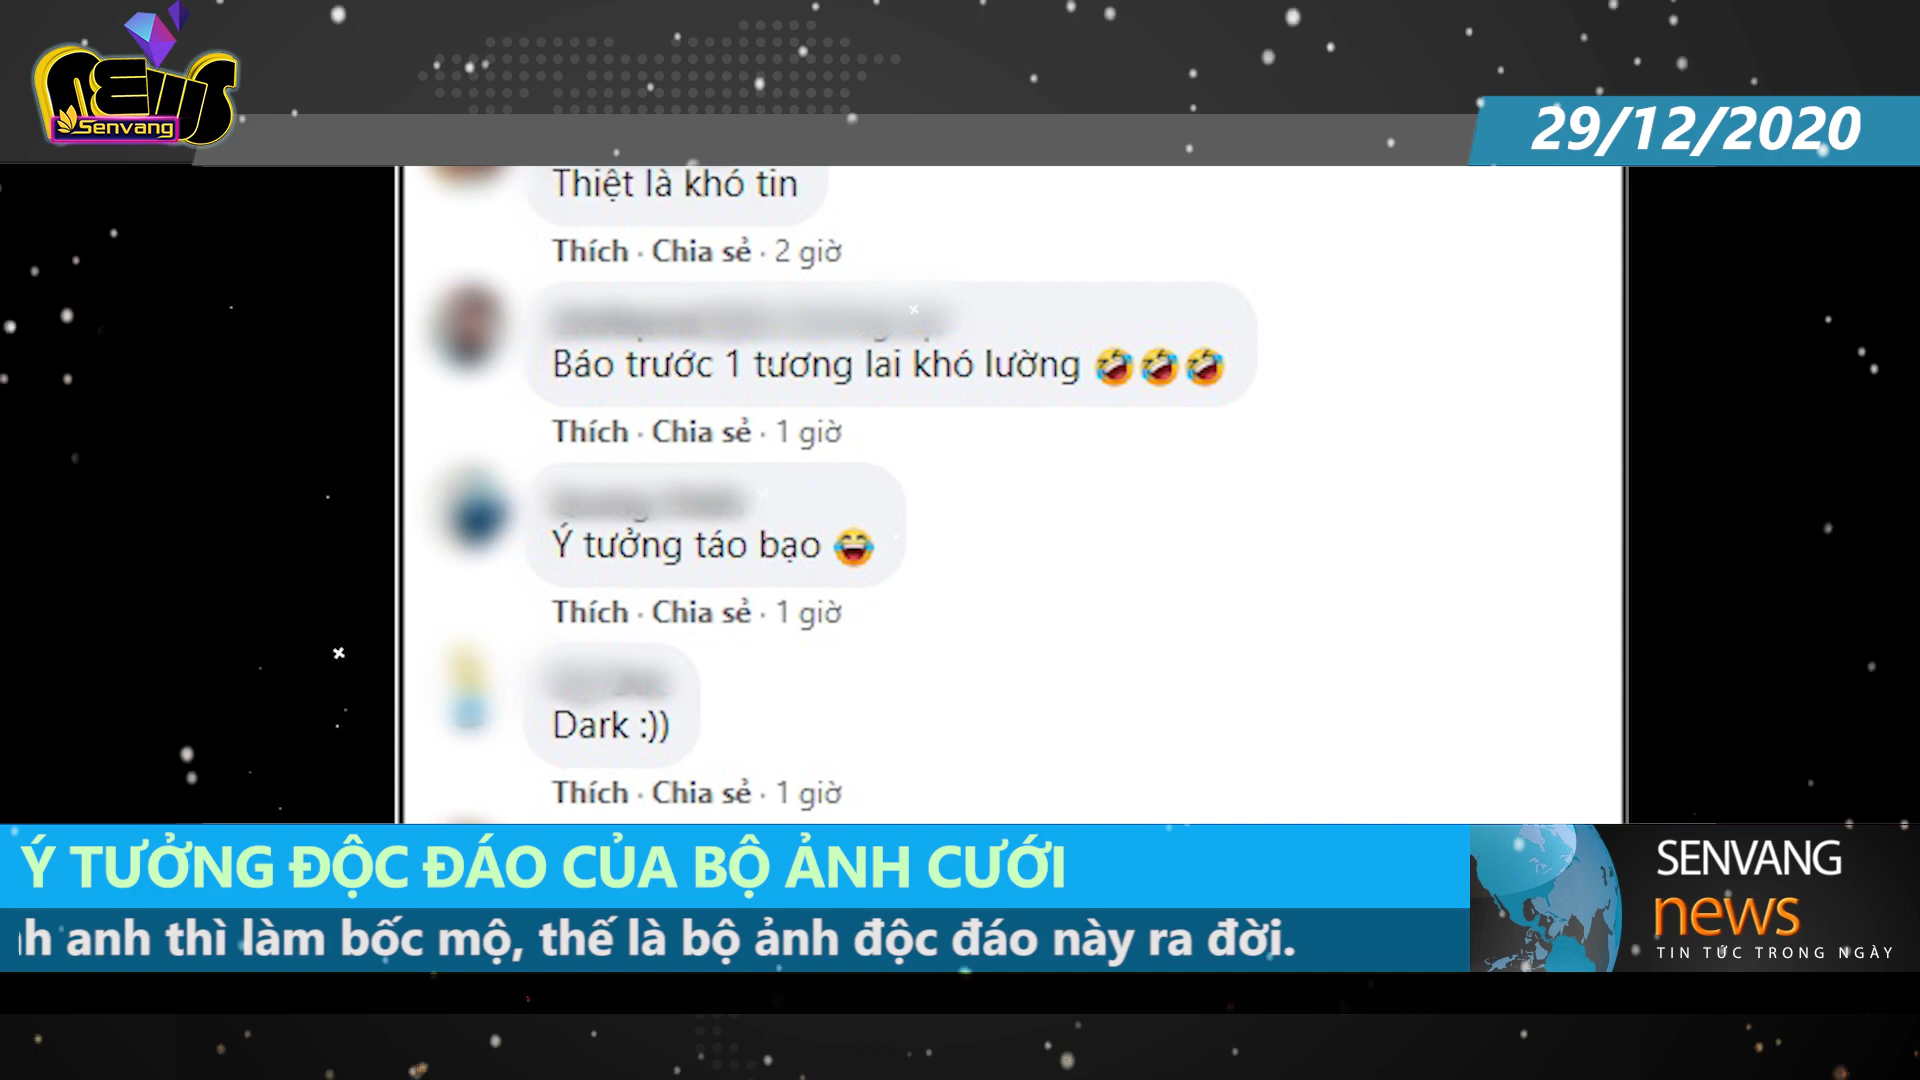 news
Senvang
29/12/2020
Thiệt là khó tin
Thích · Chia sẻ · 2 giờ
Báo trước 1 tương lai khó lường 🤣🤣🤣
Thích · Chia sẻ · 1 giờ
Ý tưởng táo bạo 😂
Thích · Chia sẻ · 1 giờ
Dark :))
Thích · Chia sẻ · 1 giờ
Ý TƯỞNG ĐỘC ĐÁO CỦA BỘ ẢNH CƯỚI
anh thì làm bốc mộ, thế là bộ ảnh độc đáo này ra đời.
SENVANG
news
TIN TỨC TRONG NGÀY